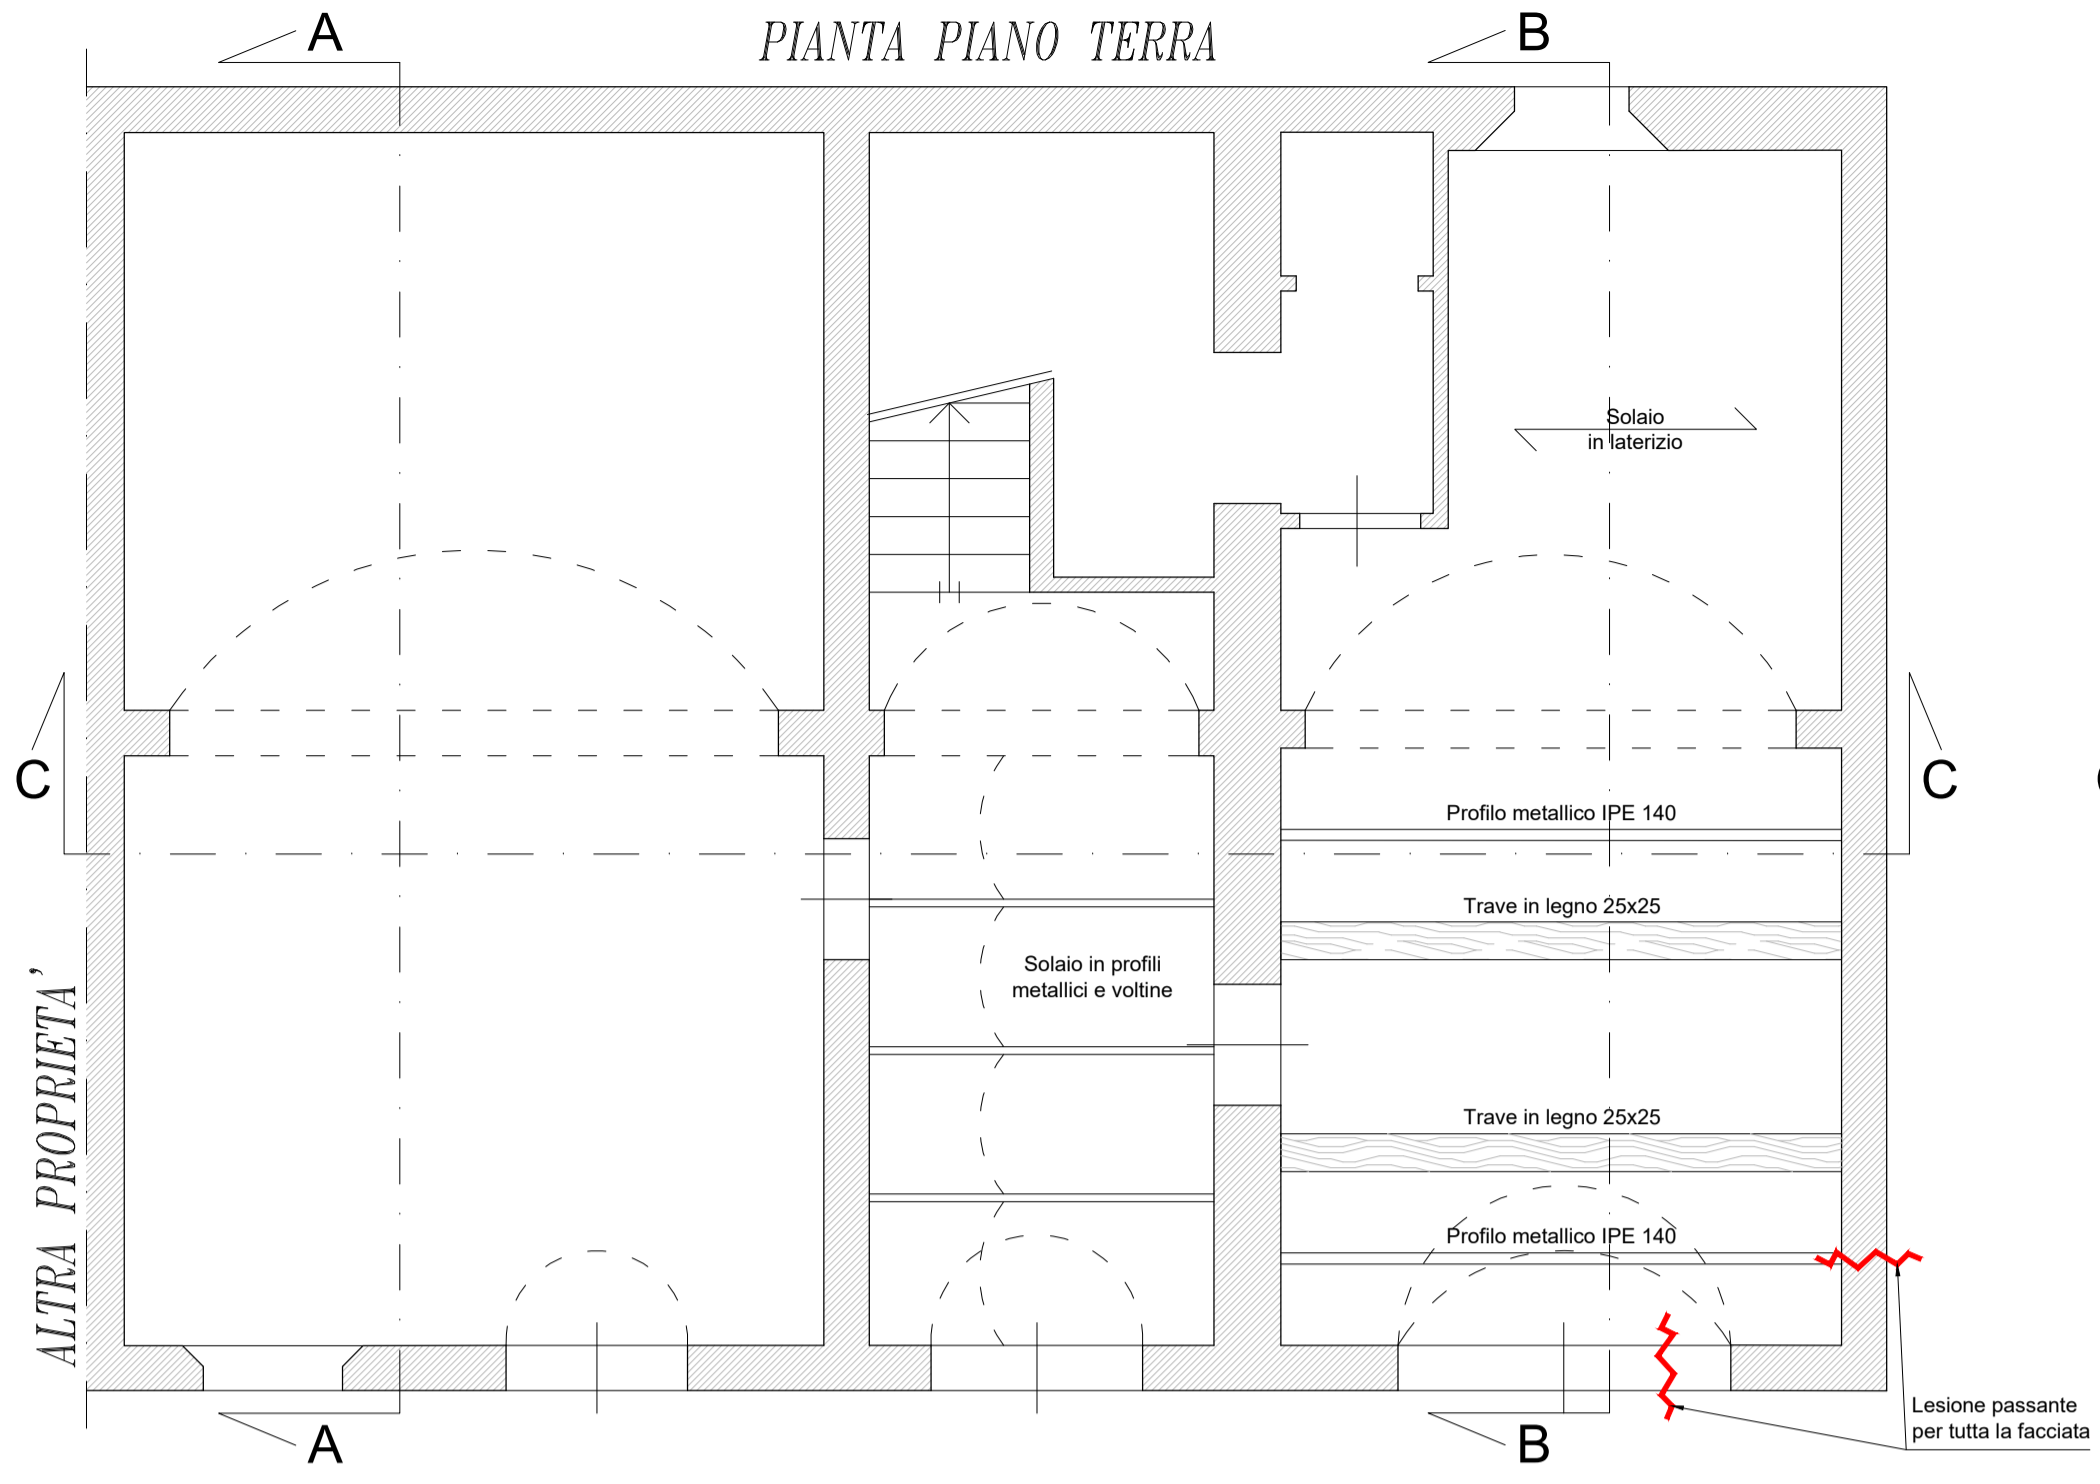 A
PIANTA PIANO TERRA
B
Solaio
in laterizio
C
C
Profilo metallico IPE 140
Trave in legno 25x25
Solaio in profili
metallici e voltine
ALTRA PROPRIETA'
Trave in legno 25x25
Profilo metallico IPE 140
Lesione passante
per tutta la facciata
A
B